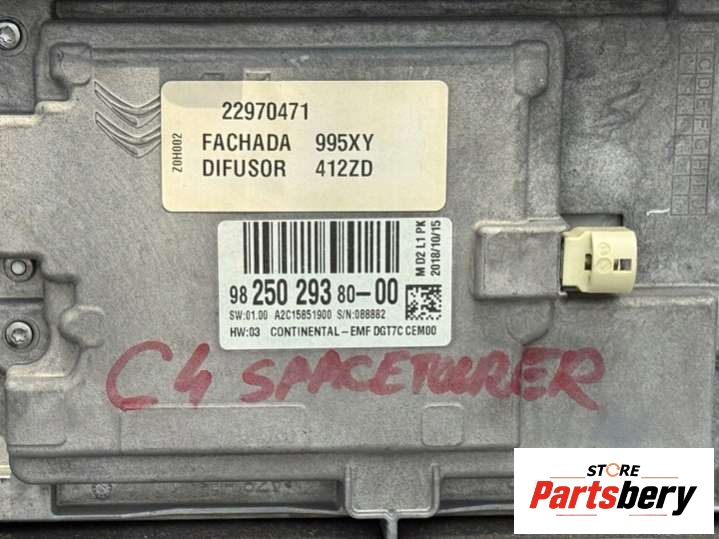 22970471
Z0H002
FACHADA 995XY
DIFUSOR 412ZD
M D2 L1 PK
2018/10/15
98 250 293 80-00
SW:01.00 A2C15851900 S/N:088882
HW:03 CONTINENTAL-EMF DGT7C CEM00
C4 SPACETOURER
STORE
Partsbery